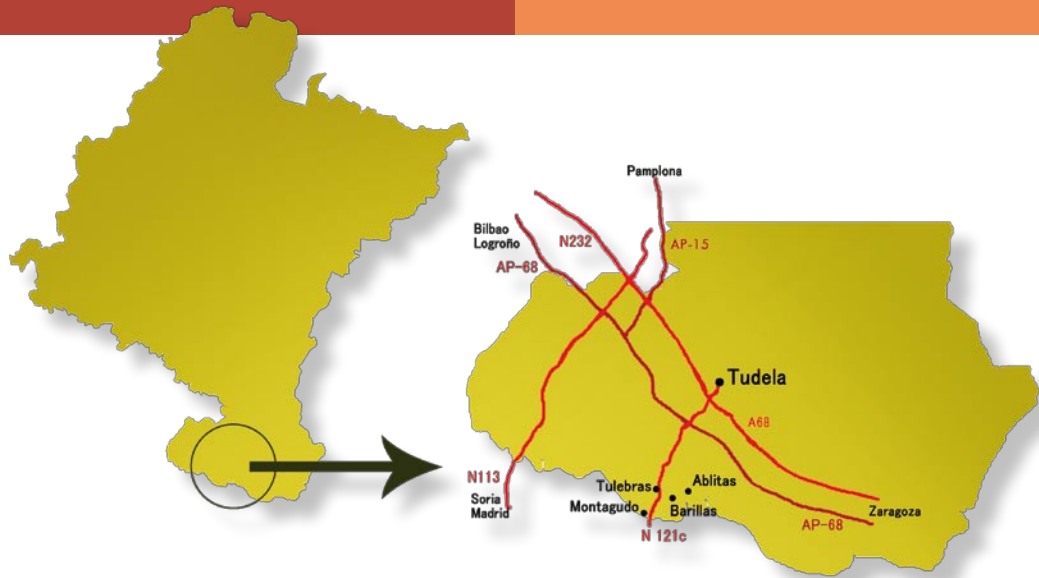 Pamplona
Bilbao
Logroño
N232
AP-15
AP-68
Tudela
A68
N113
Soria
Madrid
Tulebras
Ablitas
Montagudo
Barillas
Zaragoza
AP-68
N 121c